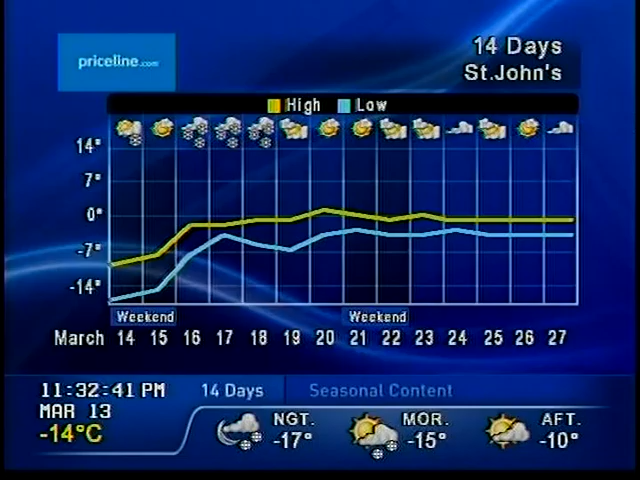 priceline.com
14 Days
St.John's
High Low
14°
7°
0°
-7°
-14°
Weekend Weekend
March 14 15 16 17 18 19 20 21 22 23 24 25 26 27
11:32:41 PM 14 Days Seasonal Content
MAR 13
-14°C
NGT. MOR. AFT.
-17° -15° -10°